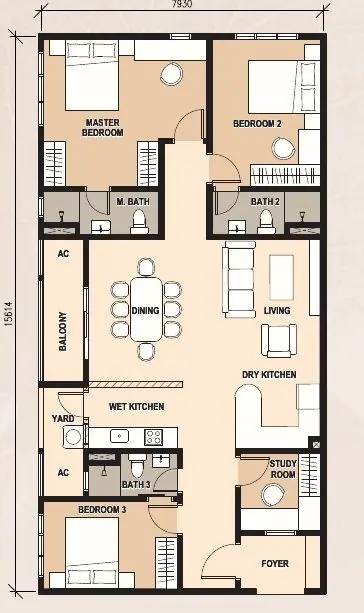 7930
15614
MASTER
BEDROOM
BEDROOM 2
M. BATH
BATH 2
AC
BALCONY
DINING
LIVING
DRY KITCHEN
WET KITCHEN
YARD
AC
BATH 3
STUDY
ROOM
BEDROOM 3
FOYER